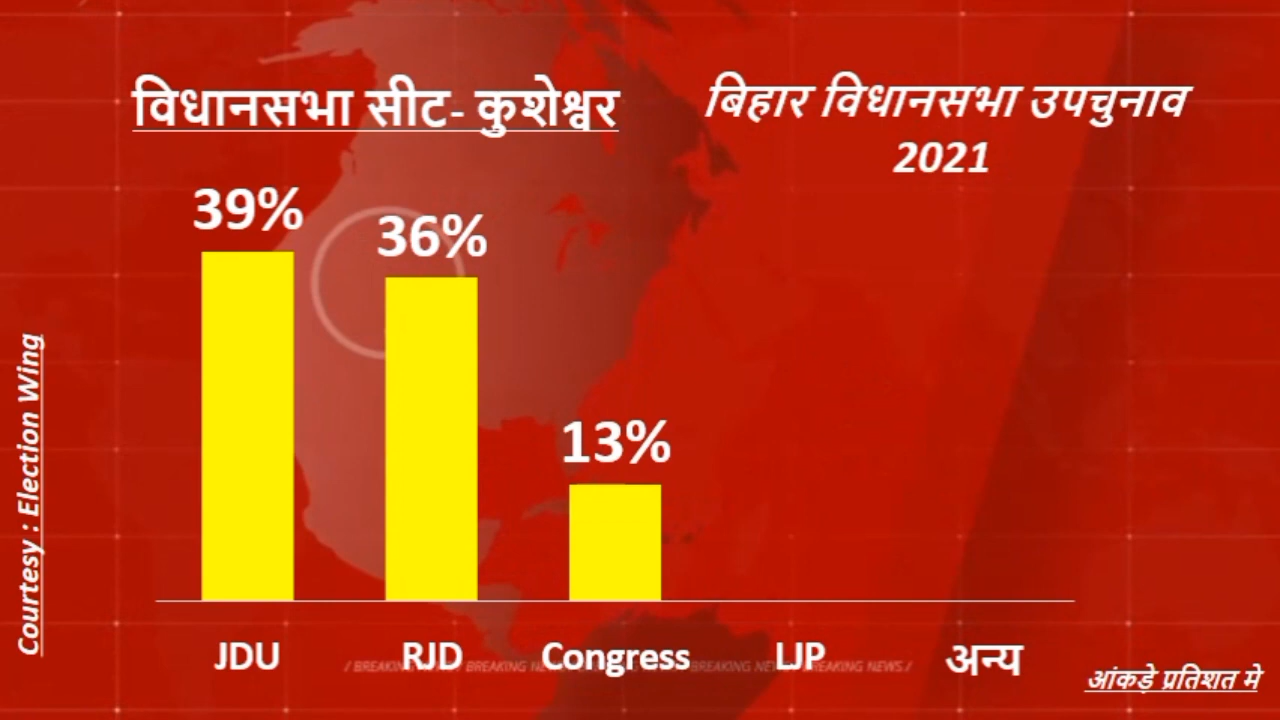 विधानसभा सीट- कुशेश्वर
बिहार विधानसभा उपचुनाव
2021
39%
36%
13%
JDU
RJD
Congress
LJP
अन्य
Courtesy : Election Wing
आंकड़े प्रतिशत मे